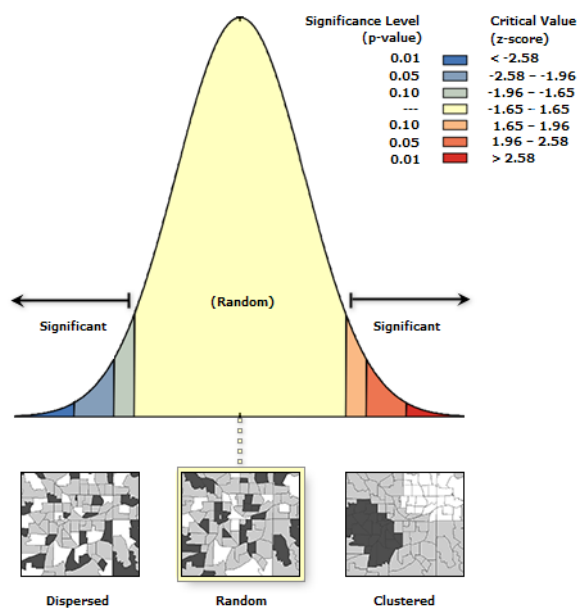 Significance Level
(p-value)
Critical Value
(z-score)
0.01 < -2.58
0.05 -2.58 – -1.96
0.10 -1.96 – -1.65
--- -1.65 – 1.65
0.10 1.65 – 1.96
0.05 1.96 – 2.58
0.01 > 2.58
(Random)
Significant
Significant
Dispersed
Random
Clustered